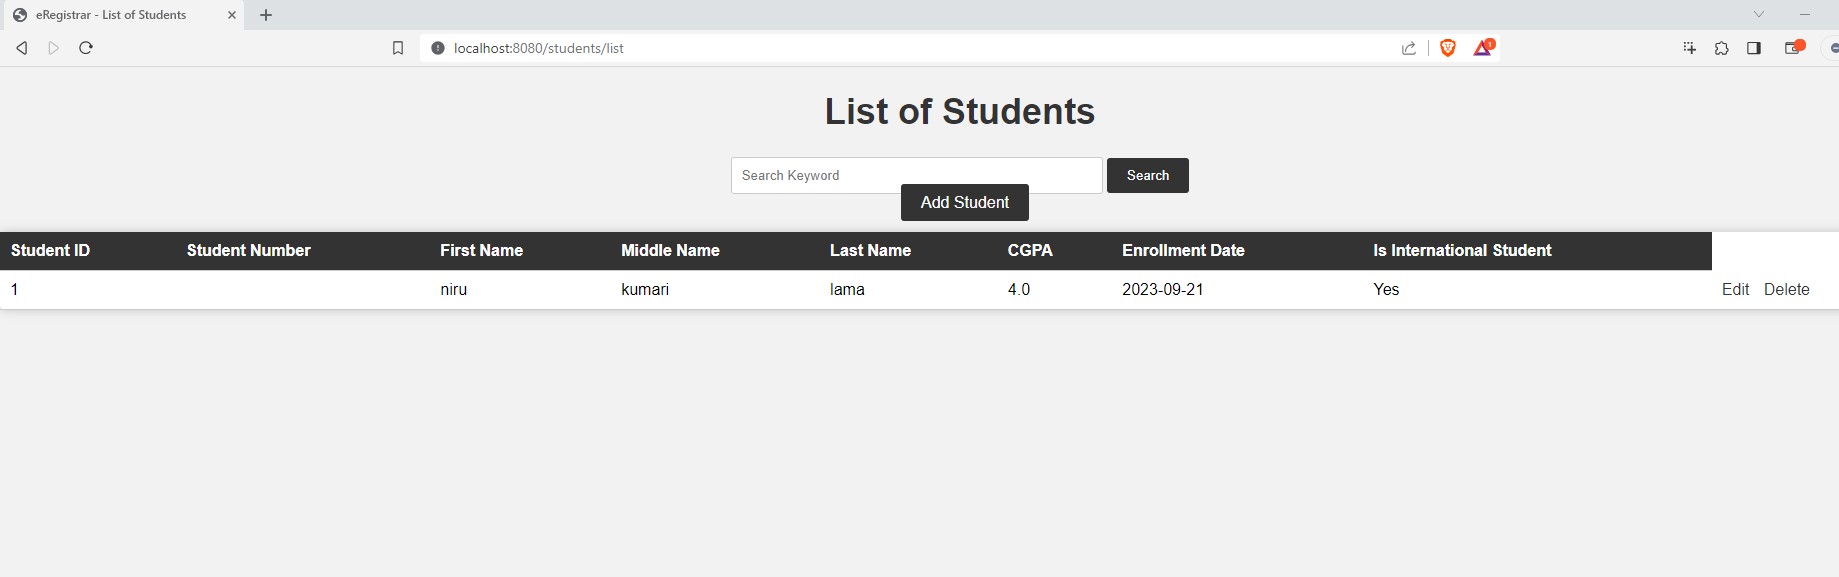 eRegistrar - List of Students
localhost:8080/students/list
1
List of Students
Search Keyword Search
Add Student
Student ID Student Number First Name Middle Name Last Name CGPA Enrollment Date Is International Student
1 niru kumari lama 4.0 2023-09-21 Yes Edit Delete